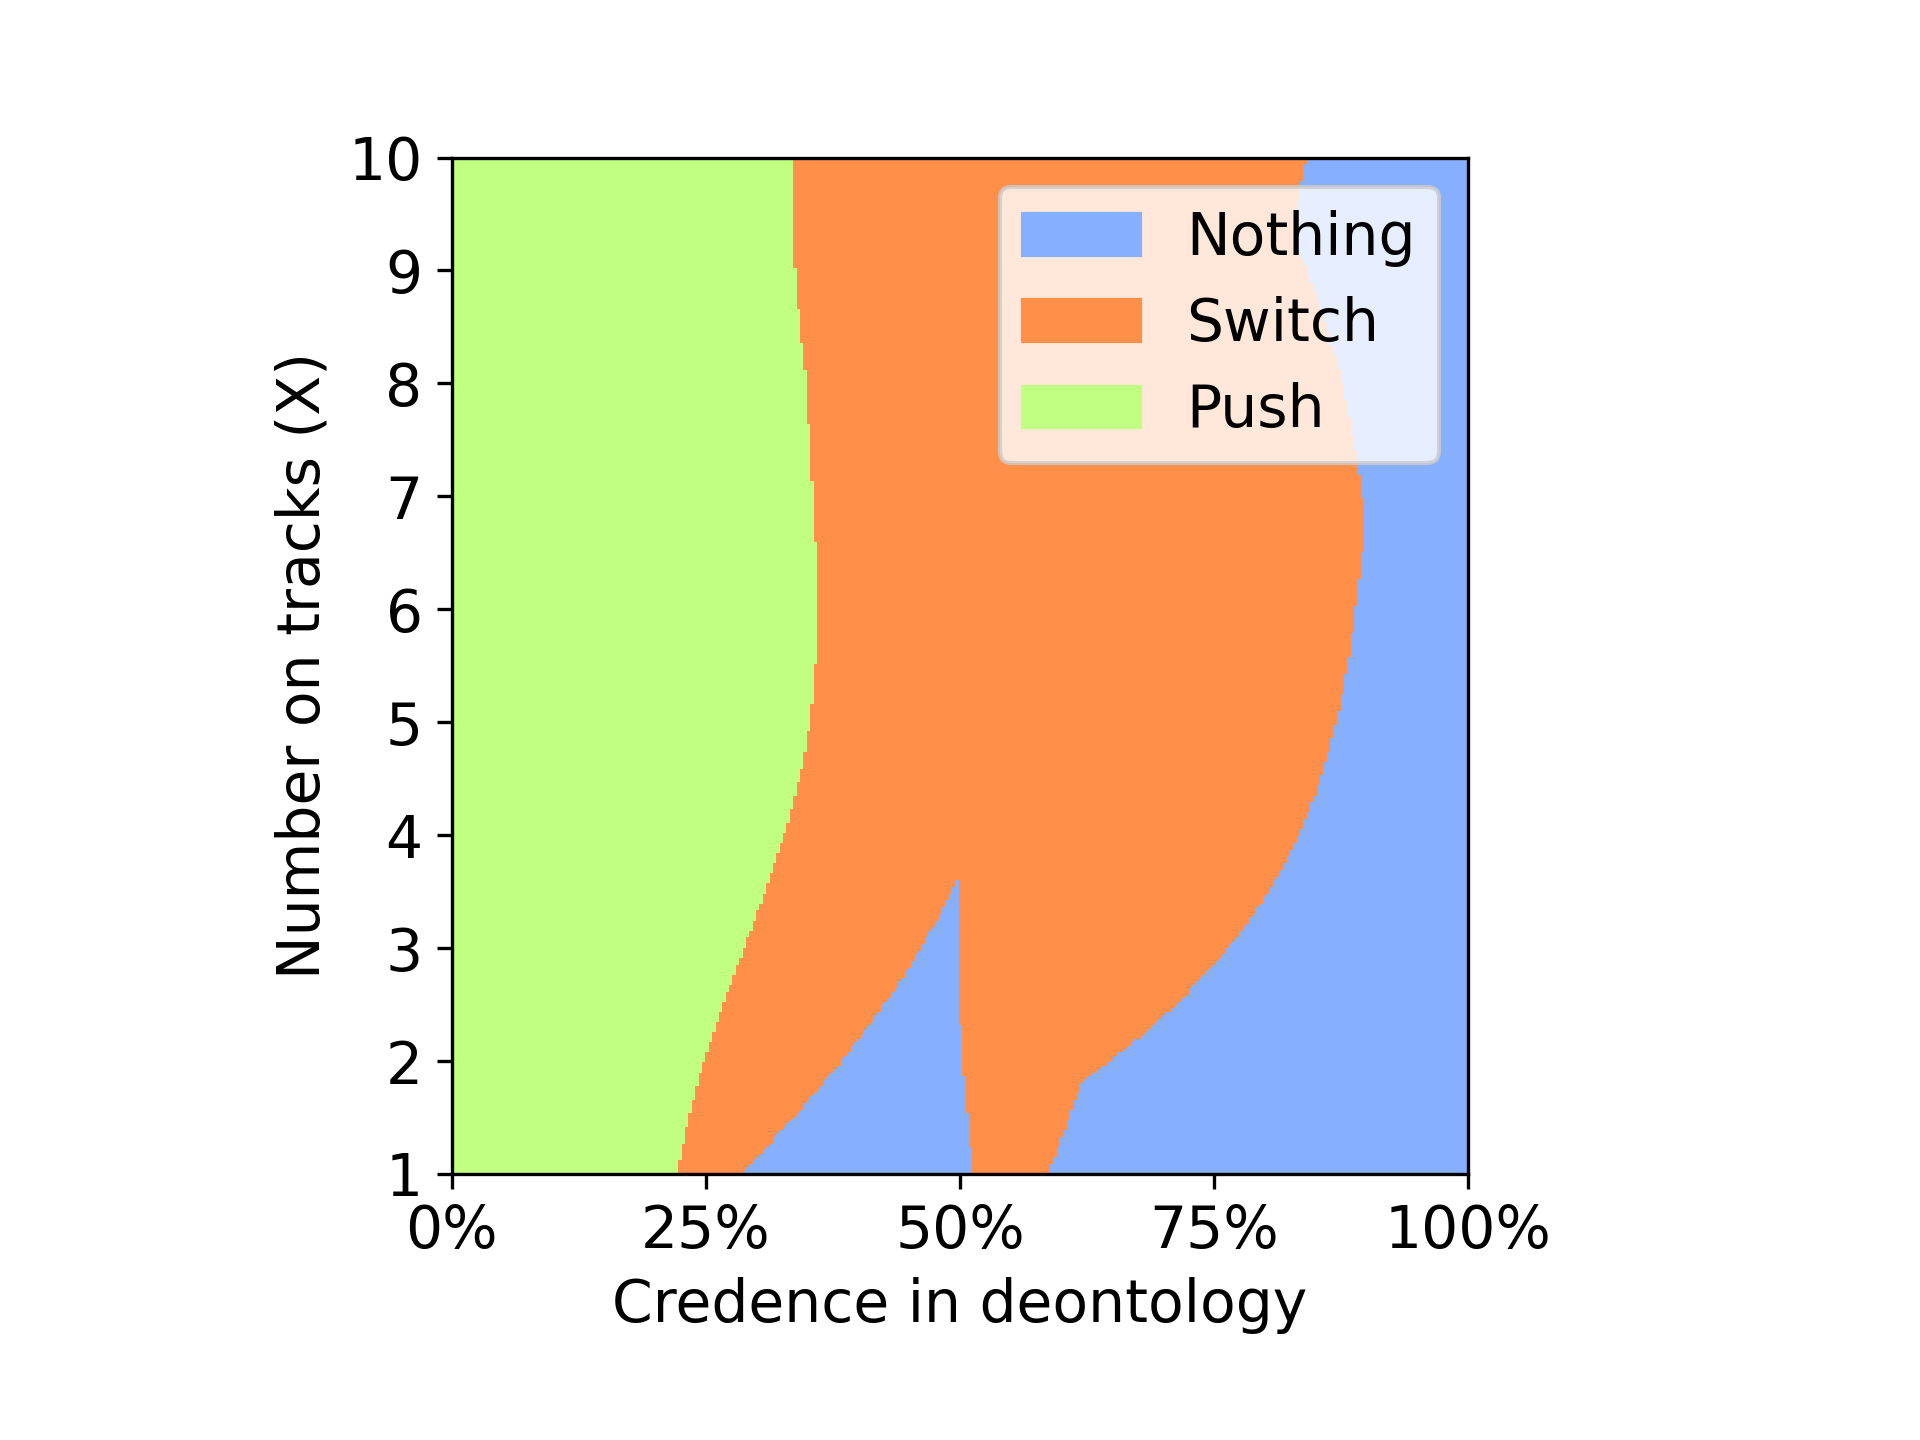 10
9
8
7
6
5
4
3
2
1
Number on tracks (X)
Nothing
Switch
Push
0% 25% 50% 75% 100%
Credence in deontology